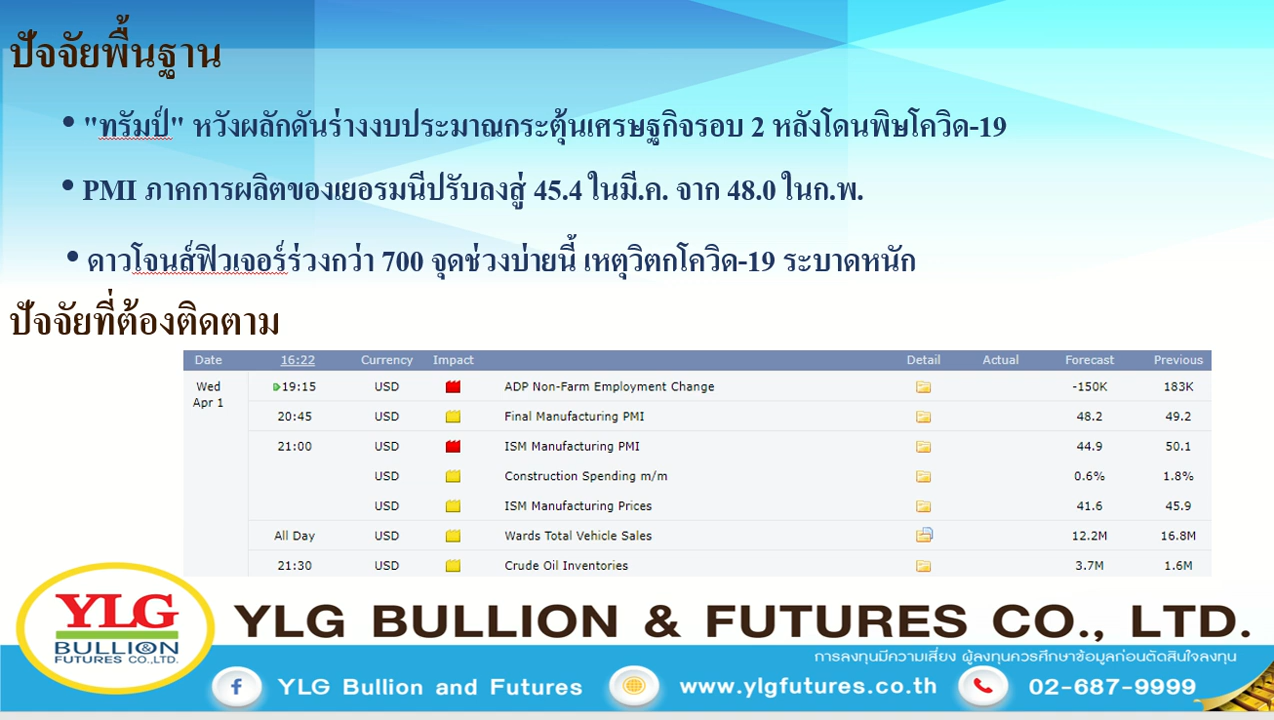 ปัจจัยพื้นฐาน
• "ทรัมป์" หวังผลักดันร่างงบประมาณกระตุ้นเศรษฐกิจรอบ 2 หลังโดนพิษโควิด-19
• PMI ภาคการผลิตของเยอรมนีปรับลงสู่ 45.4 ในมี.ค. จาก 48.0 ในก.พ.
• ดาวโจนส์ฟิวเจอร์ร่วงกว่า 700 จุดช่วงบ่ายนี้ เหตุวิตกโควิด-19 ระบาดหนัก
ปัจจัยที่ต้องติดตาม
Date 16:22 Currency Impact Detail Actual Forecast Previous
Wed 19:15 USD ADP Non-Farm Employment Change -150K 183K
Apr 1
20:45 USD Final Manufacturing PMI 48.2 49.2
21:00 USD ISM Manufacturing PMI 44.9 50.1
USD Construction Spending m/m 0.6% 1.8%
USD ISM Manufacturing Prices 41.6 45.9
All Day USD Wards Total Vehicle Sales 12.2M 16.8M
21:30 USD Crude Oil Inventories 3.7M 1.6M
YLG
BULLION
FUTURES CO.,LTD.
YLG BULLION & FUTURES CO., LTD.
การลงทุนมีความเสี่ยง ผู้ลงทุนควรศึกษาข้อมูลก่อนตัดสินใจลงทุน
YLG Bullion and Futures www.ylgfutures.co.th 02-687-9999